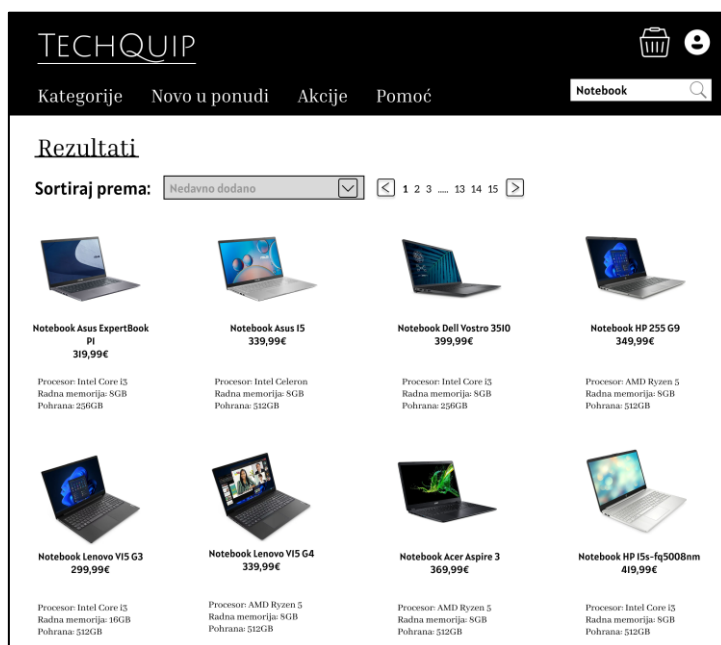 TECHQUIP
Kategorije Novo u ponudi Akcije Pomoć
Notebook
Rezultati
Sortiraj prema: Nedavno dodano < 1 2 3 ..... 13 14 15 >
Notebook Asus ExpertBook
P1
319,99€
Procesor: Intel Core i3
Radna memorija: 8GB
Pohrana: 256GB
Notebook Asus 15
339,99€
Procesor: Intel Celeron
Radna memorija: 8GB
Pohrana: 512GB
Notebook Dell Vostro 3510
399,99€
Procesor: Intel Core i3
Radna memorija: 8GB
Pohrana: 256GB
Notebook HP 255 G9
349,99€
Procesor: AMD Ryzen 5
Radna memorija: 8GB
Pohrana: 512GB
Notebook Lenovo V15 G3
299,99€
Procesor: Intel Core i3
Radna memorija: 16GB
Pohrana: 512GB
Notebook Lenovo V15 G4
339,99€
Procesor: AMD Ryzen 5
Radna memorija: 8GB
Pohrana: 512GB
Notebook Acer Aspire 3
369,99€
Procesor: AMD Ryzen 5
Radna memorija: 8GB
Pohrana: 512GB
Notebook HP 15s-fq5008nm
419,99€
Procesor: Intel Core i3
Radna memorija: 8GB
Pohrana: 512GB